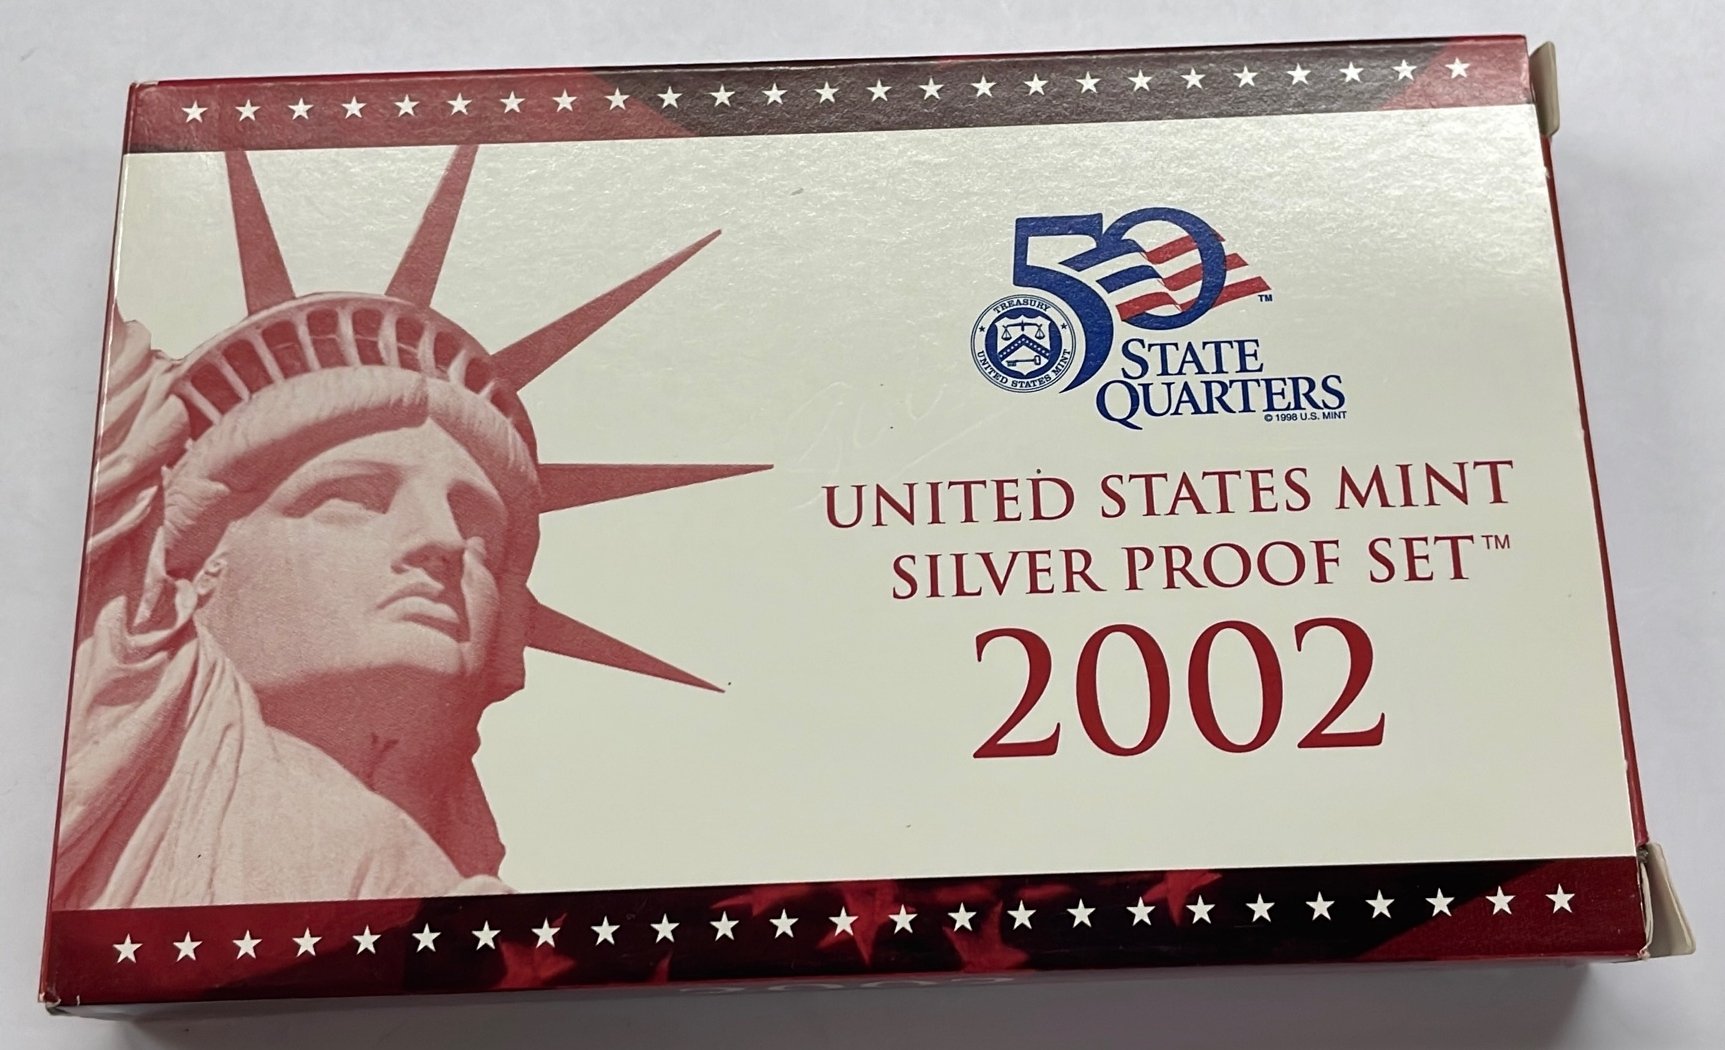 50
TM
TREASURY
UNITED STATES MINT
STATE
QUARTERS
© 1998 U.S. MINT
UNITED STATES MINT
SILVER PROOF SET™
2002